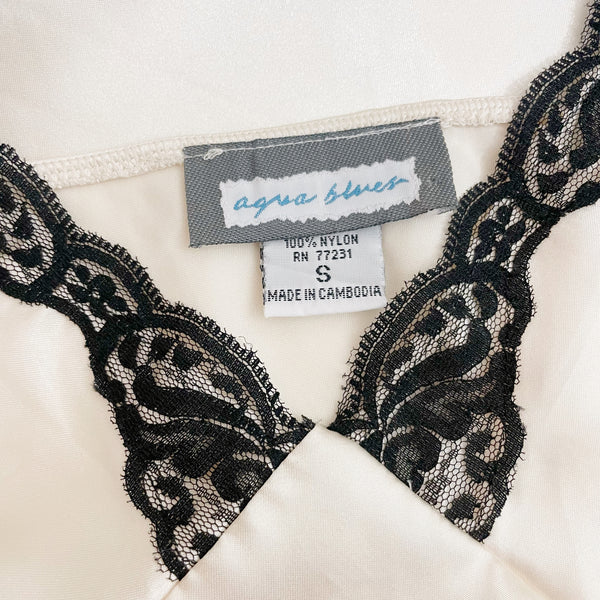 aqua blues
100% NYLON
RN 77231
S
MADE IN CAMBODIA